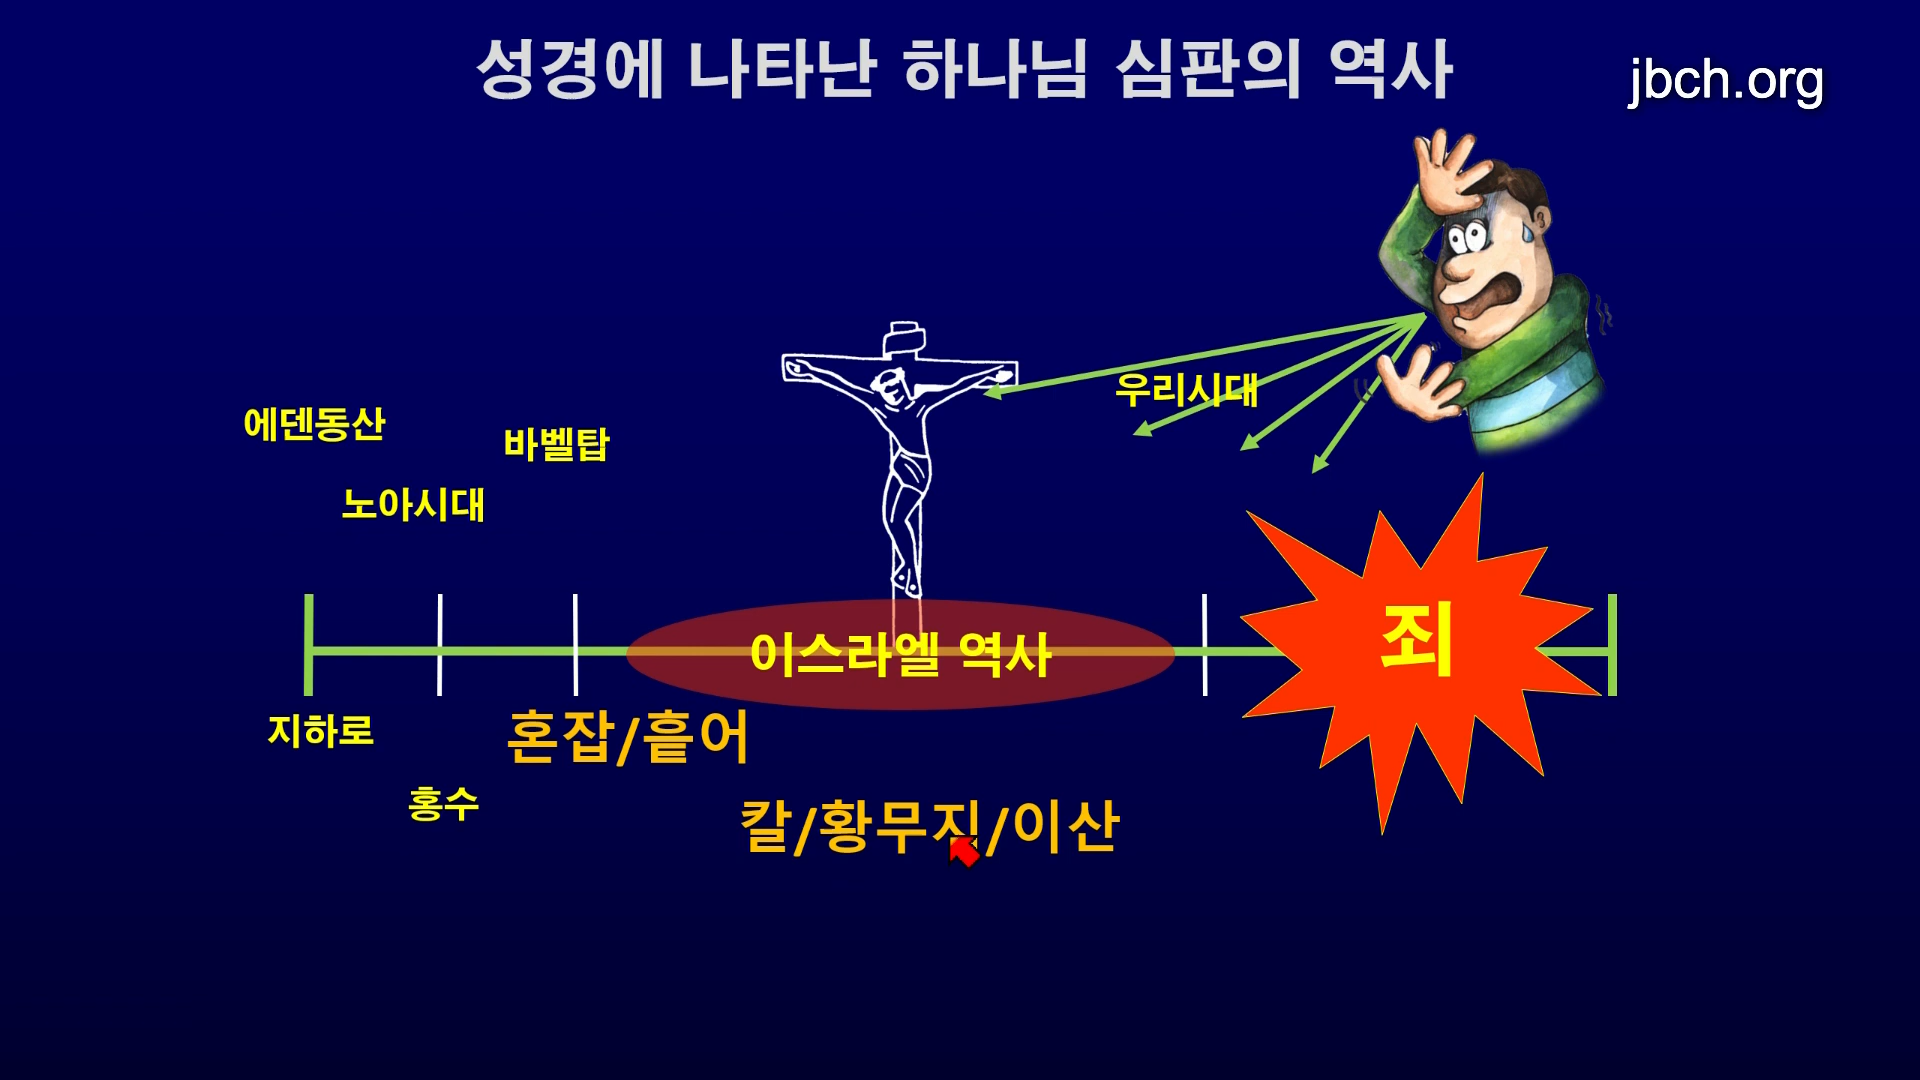 성경에 나타난 하나님 심판의 역사
jbch.org
우리시대
에덴동산
바벨탑
노아시대
이스라엘 역사
죄
지하로
혼잡/흩어
홍수
칼/황무지/이산